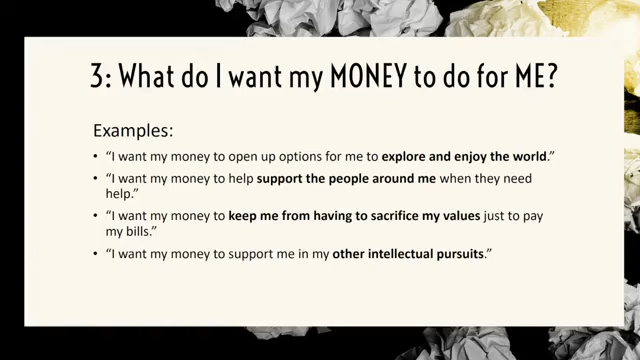 3: What do I want my MONEY to do for ME?
Examples:
• “I want my money to open up options for me to explore and enjoy the world.”
• “I want my money to help support the people around me when they need
help.”
• “I want my money to keep me from having to sacrifice my values just to pay
my bills.”
• “I want my money to support me in my other intellectual pursuits.”